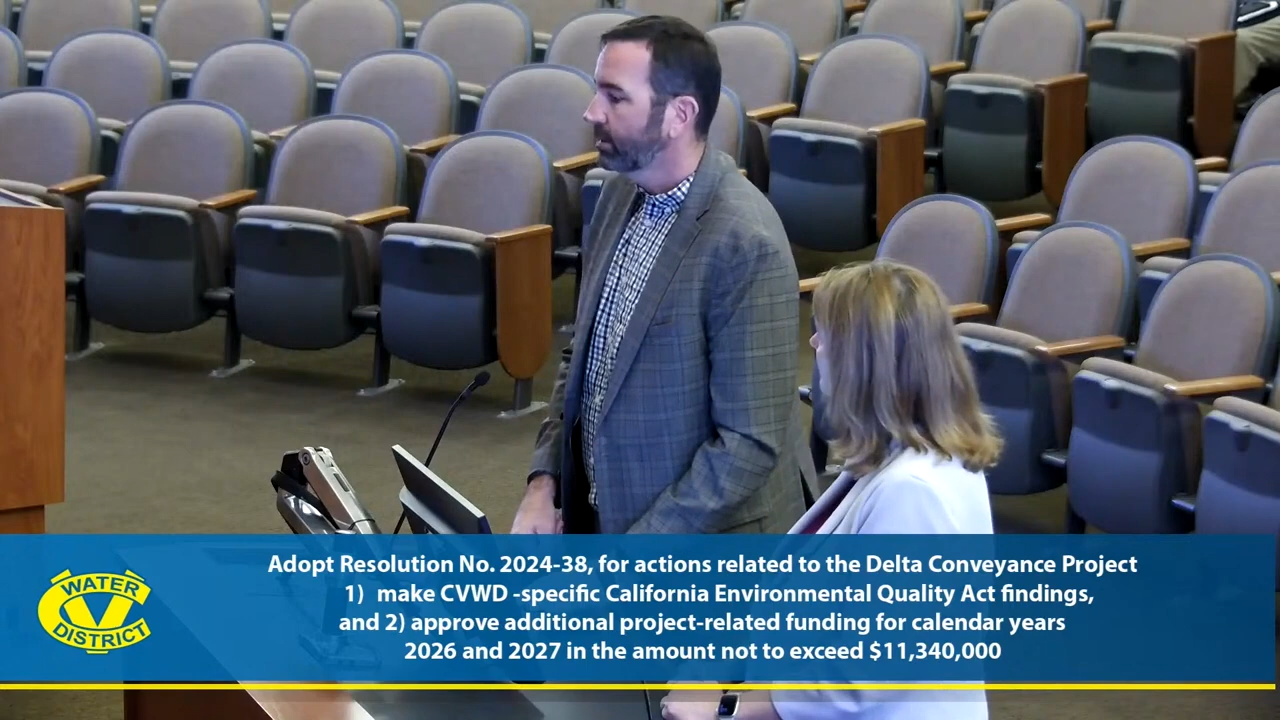 WATER
DISTRICT
Adopt Resolution No. 2024-38, for actions related to the Delta Conveyance Project
1) make CVWD -specific California Environmental Quality Act findings,
and 2) approve additional project-related funding for calendar years
2026 and 2027 in the amount not to exceed $11,340,000